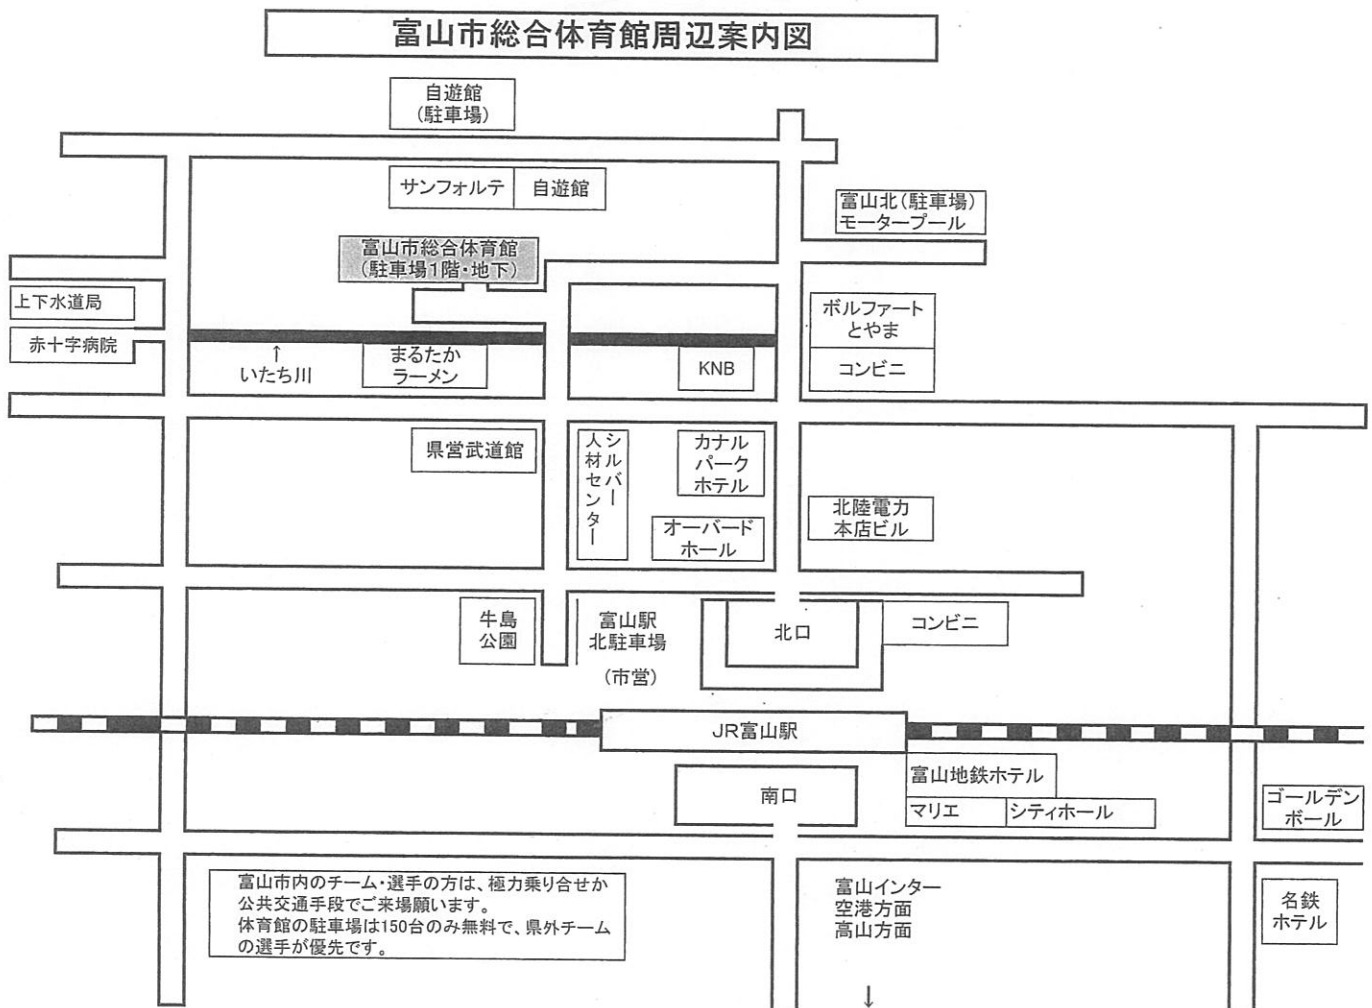 富山市総合体育館周辺案内図
自遊館
(駐車場)
サンフォルテ
自遊館
富山北(駐車場)
モータープール
富山市総合体育館
(駐車場1階・地下)
上下水道局
赤十字病院
↑
いたち川
まるたか
ラーメン
KNB
ボルファート
とやま
コンビニ
県営武道館
シルバー
人材センター
カナル
パーク
ホテル
オーバード
ホール
北陸電力
本店ビル
牛島
公園
富山駅
北駐車場
(市営)
北口
コンビニ
JR富山駅
富山地鉄ホテル
南口
マリエ
シティホール
ゴールデン
ボール
富山市内のチーム・選手の方は、極力乗り合せか
公共交通手段でご来場願います。
体育館の駐車場は150台のみ無料で、県外チーム
の選手が優先です。
富山インター
空港方面
高山方面
↓
名鉄
ホテル